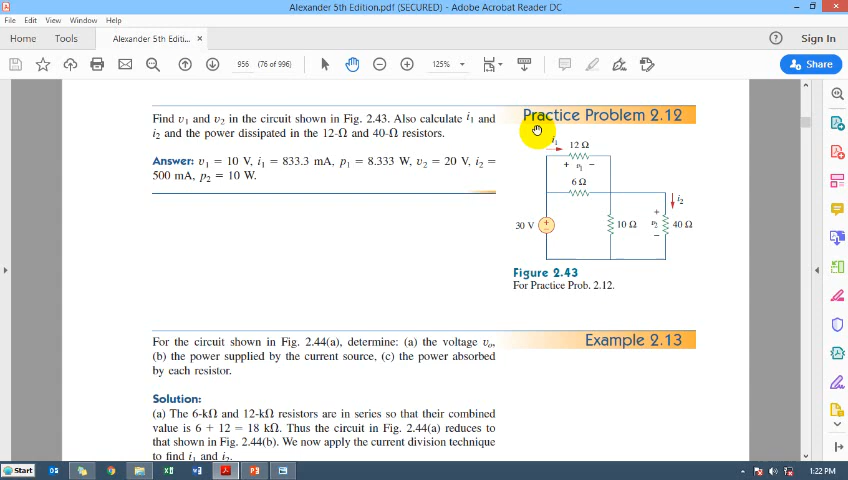 Alexander 5th Edition.pdf (SECURED) - Adobe Acrobat Reader DC
File Edit View Window Help
Home Tools Alexander 5th Editi... × Sign In
956 (76 of 996) 125% Share
Find v1 and v2 in the circuit shown in Fig. 2.43. Also calculate i1 and
i2 and the power dissipated in the 12-Ω and 40-Ω resistors.
Answer: v1 = 10 V, i1 = 833.3 mA, p1 = 8.333 W, v2 = 20 V, i2 =
500 mA, p2 = 10 W.
Practice Problem 2.12
i1
12 Ω
+ v1 −
6 Ω
i2
30 V + − 10 Ω + v2 − 40 Ω
Figure 2.43
For Practice Prob. 2.12.
For the circuit shown in Fig. 2.44(a), determine: (a) the voltage vo,
(b) the power supplied by the current source, (c) the power absorbed
by each resistor.
Example 2.13
Solution:
(a) The 6-kΩ and 12-kΩ resistors are in series so that their combined
value is 6 + 12 = 18 kΩ. Thus the circuit in Fig. 2.44(a) reduces to
that shown in Fig. 2.44(b). We now apply the current division technique
to find i1 and i2.
Start 1:22 PM